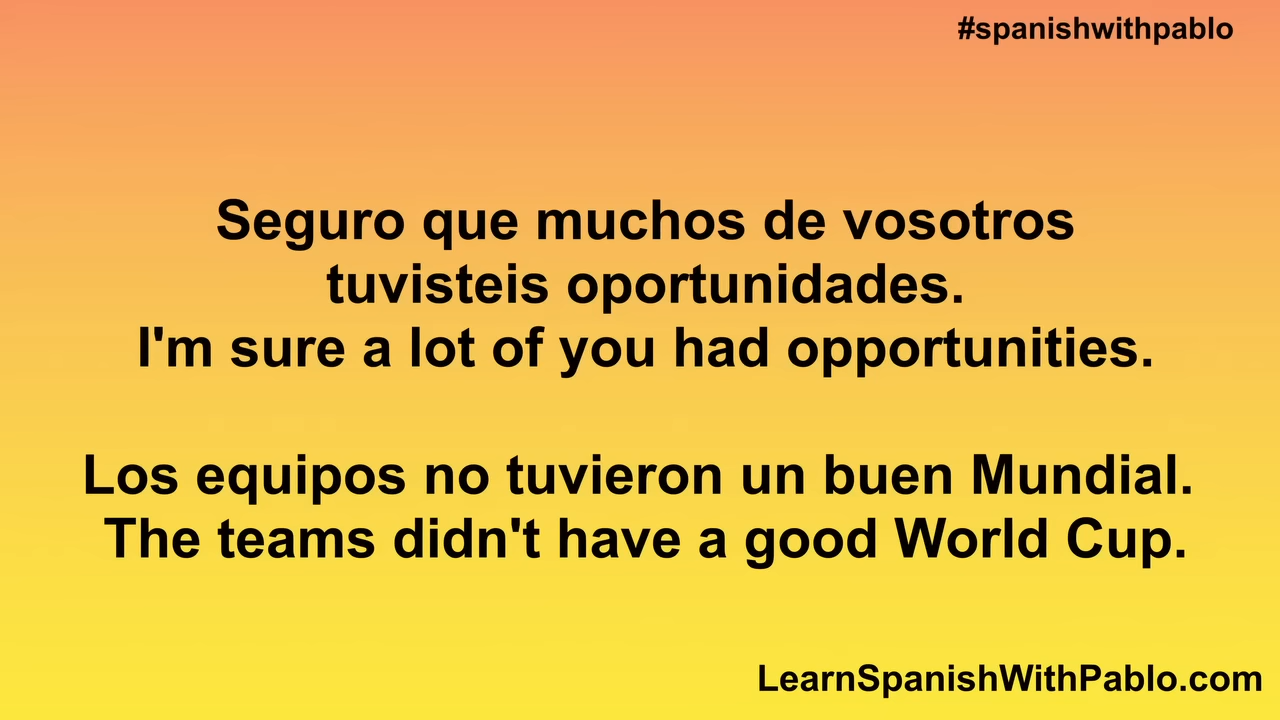 #spanishwithpablo
Seguro que muchos de vosotros
tuvisteis oportunidades.
I'm sure a lot of you had opportunities.
Los equipos no tuvieron un buen Mundial.
The teams didn't have a good World Cup.
LearnSpanishWithPablo.com